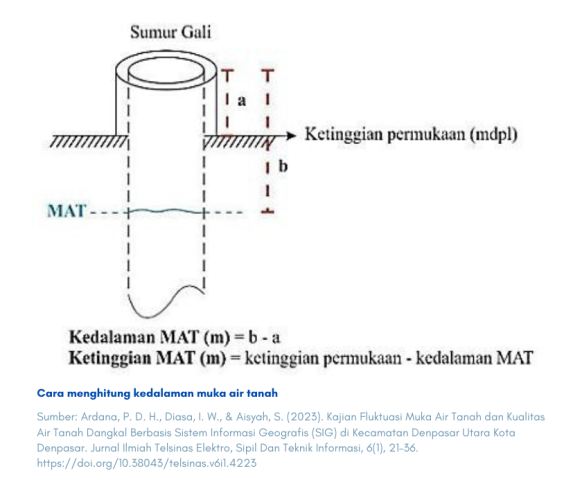 Sumur Gali
a
Ketinggian permukaan (mdpl)
b
MAT
Kedalaman MAT (m) = b - a
Ketinggian MAT (m) = ketinggian permukaan - kedalaman MAT
Cara menghitung kedalaman muka air tanah
Sumber: Ardana, P. D. H., Diasa, I. W., & Aisyah, S. (2023). Kajian Fluktuasi Muka Air Tanah dan Kualitas
Air Tanah Dangkal Berbasis Sistem Informasi Geografis (SIG) di Kecamatan Denpasar Utara Kota
Denpasar. Jurnal Ilmiah Telsinas Elektro, Sipil Dan Teknik Informasi, 6(1), 21–36.
https://doi.org/10.38043/telsinas.v6i1.4223